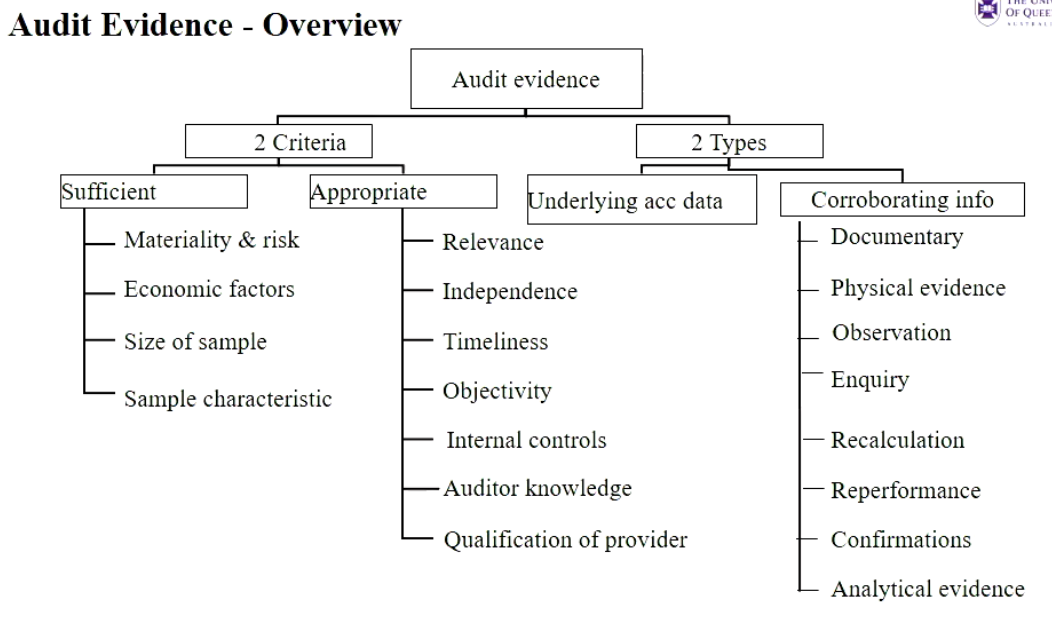 Audit Evidence - Overview
OF QUEE
Audit evidence
2 Criteria
2 Types
Sufficient
Appropriate
Underlying acc data
Corroborating info
Materiality & risk
Economic factors
Size of sample
Sample characteristic
Relevance
Independence
Timeliness
Objectivity
Internal controls
Auditor knowledge
Qualification of provider
Documentary
Physical evidence
Observation
Enquiry
Recalculation
Reperformance
Confirmations
Analytical evidence